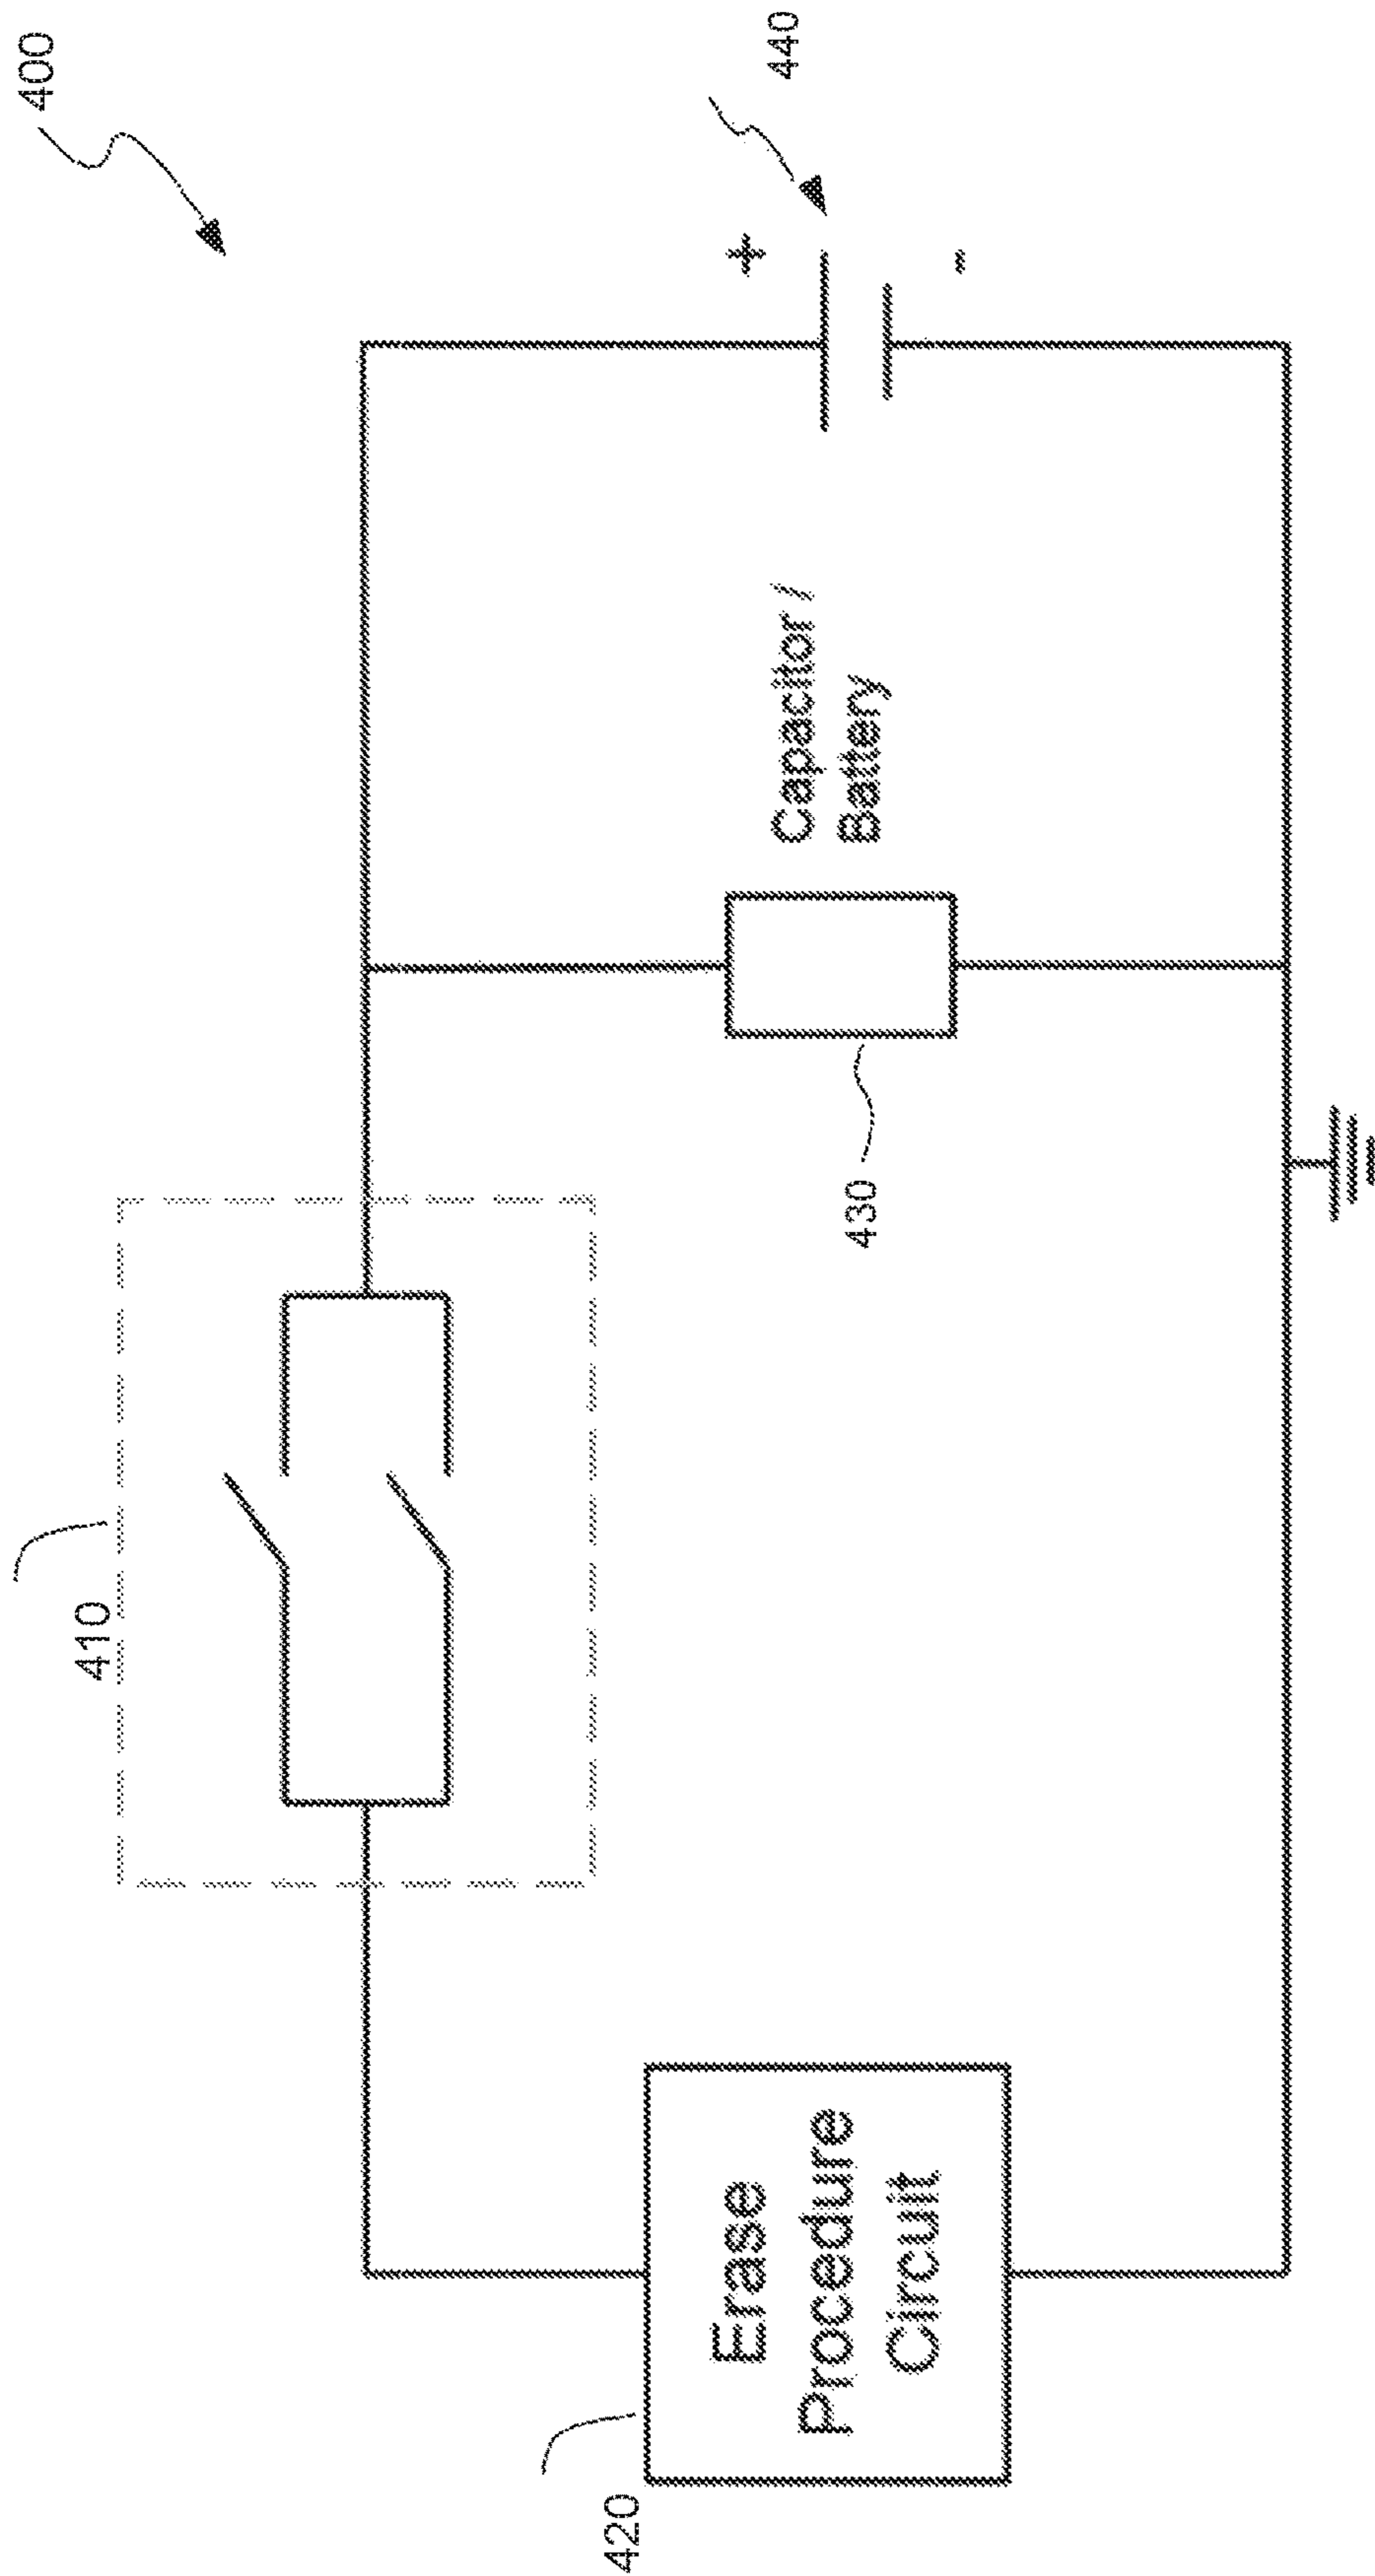 400
410
440
+
-
Capacitor /
Battery
430
420
Erase
Procedure
Circuit